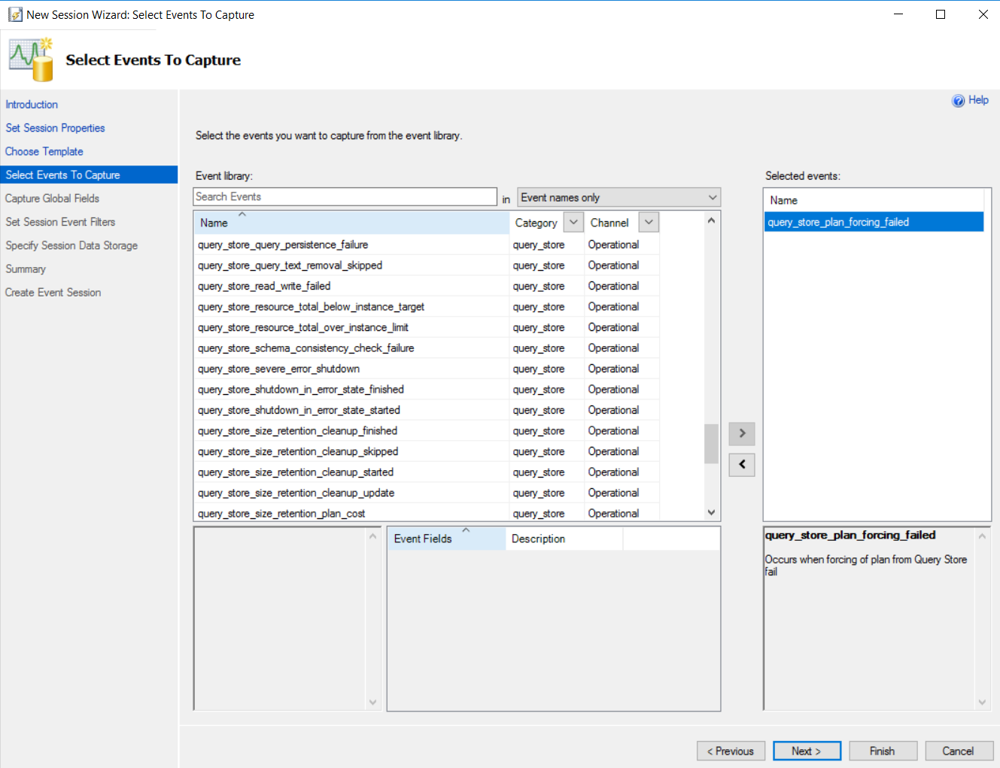 New Session Wizard: Select Events To Capture
Select Events To Capture
Introduction
Set Session Properties
Choose Template
Select Events To Capture
Capture Global Fields
Set Session Event Filters
Specify Session Data Storage
Summary
Create Event Session
Help
Select the events you want to capture from the event library.
Event library:
Search Events in Event names only
Name Category Channel
query_store_query_persistence_failure query_store Operational
query_store_query_text_removal_skipped query_store Operational
query_store_read_write_failed query_store Operational
query_store_resource_total_below_instance_target query_store Operational
query_store_resource_total_over_instance_limit query_store Operational
query_store_schema_consistency_check_failure query_store Operational
query_store_severe_error_shutdown query_store Operational
query_store_shutdown_in_error_state_finished query_store Operational
query_store_shutdown_in_error_state_started query_store Operational
query_store_size_retention_cleanup_finished query_store Operational
query_store_size_retention_cleanup_skipped query_store Operational
query_store_size_retention_cleanup_started query_store Operational
query_store_size_retention_cleanup_update query_store Operational
query_store_size_retention_plan_cost query_store Operational
Event Fields Description
Selected events:
Name
query_store_plan_forcing_failed
query_store_plan_forcing_failed
Occurs when forcing of plan from Query Store
fail
< Previous Next > Finish Cancel